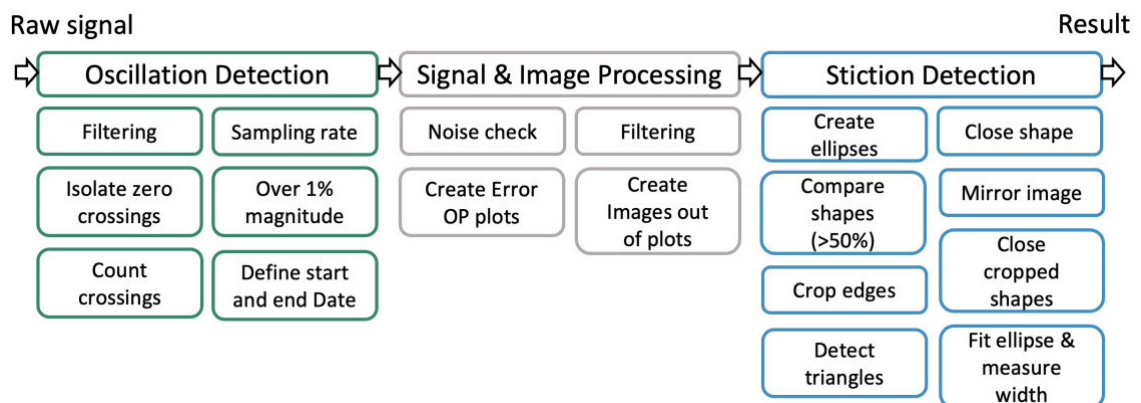 Raw signal
Result
Oscillation Detection
Signal & Image Processing
Stiction Detection
Filtering
Sampling rate
Isolate zero
crossings
Over 1%
magnitude
Count
crossings
Define start
and end Date
Noise check
Filtering
Create Error
OP plots
Create
Images out
of plots
Create
ellipses
Close shape
Compare
shapes
(>50%)
Mirror image
Crop edges
Close
cropped
shapes
Detect
triangles
Fit ellipse &
measure
width